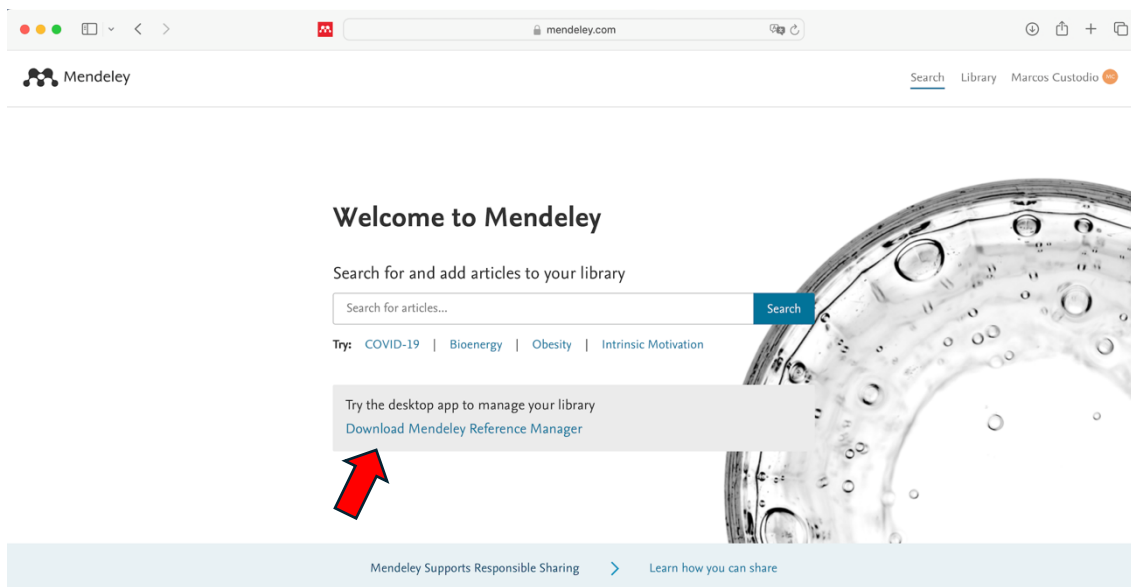 mendeley.com
Mendeley
Search Library Marcos Custodio MC
Welcome to Mendeley
Search for and add articles to your library
Search for articles... Search
Try: COVID-19 | Bioenergy | Obesity | Intrinsic Motivation
Try the desktop app to manage your library
Download Mendeley Reference Manager
Mendeley Supports Responsible Sharing Learn how you can share